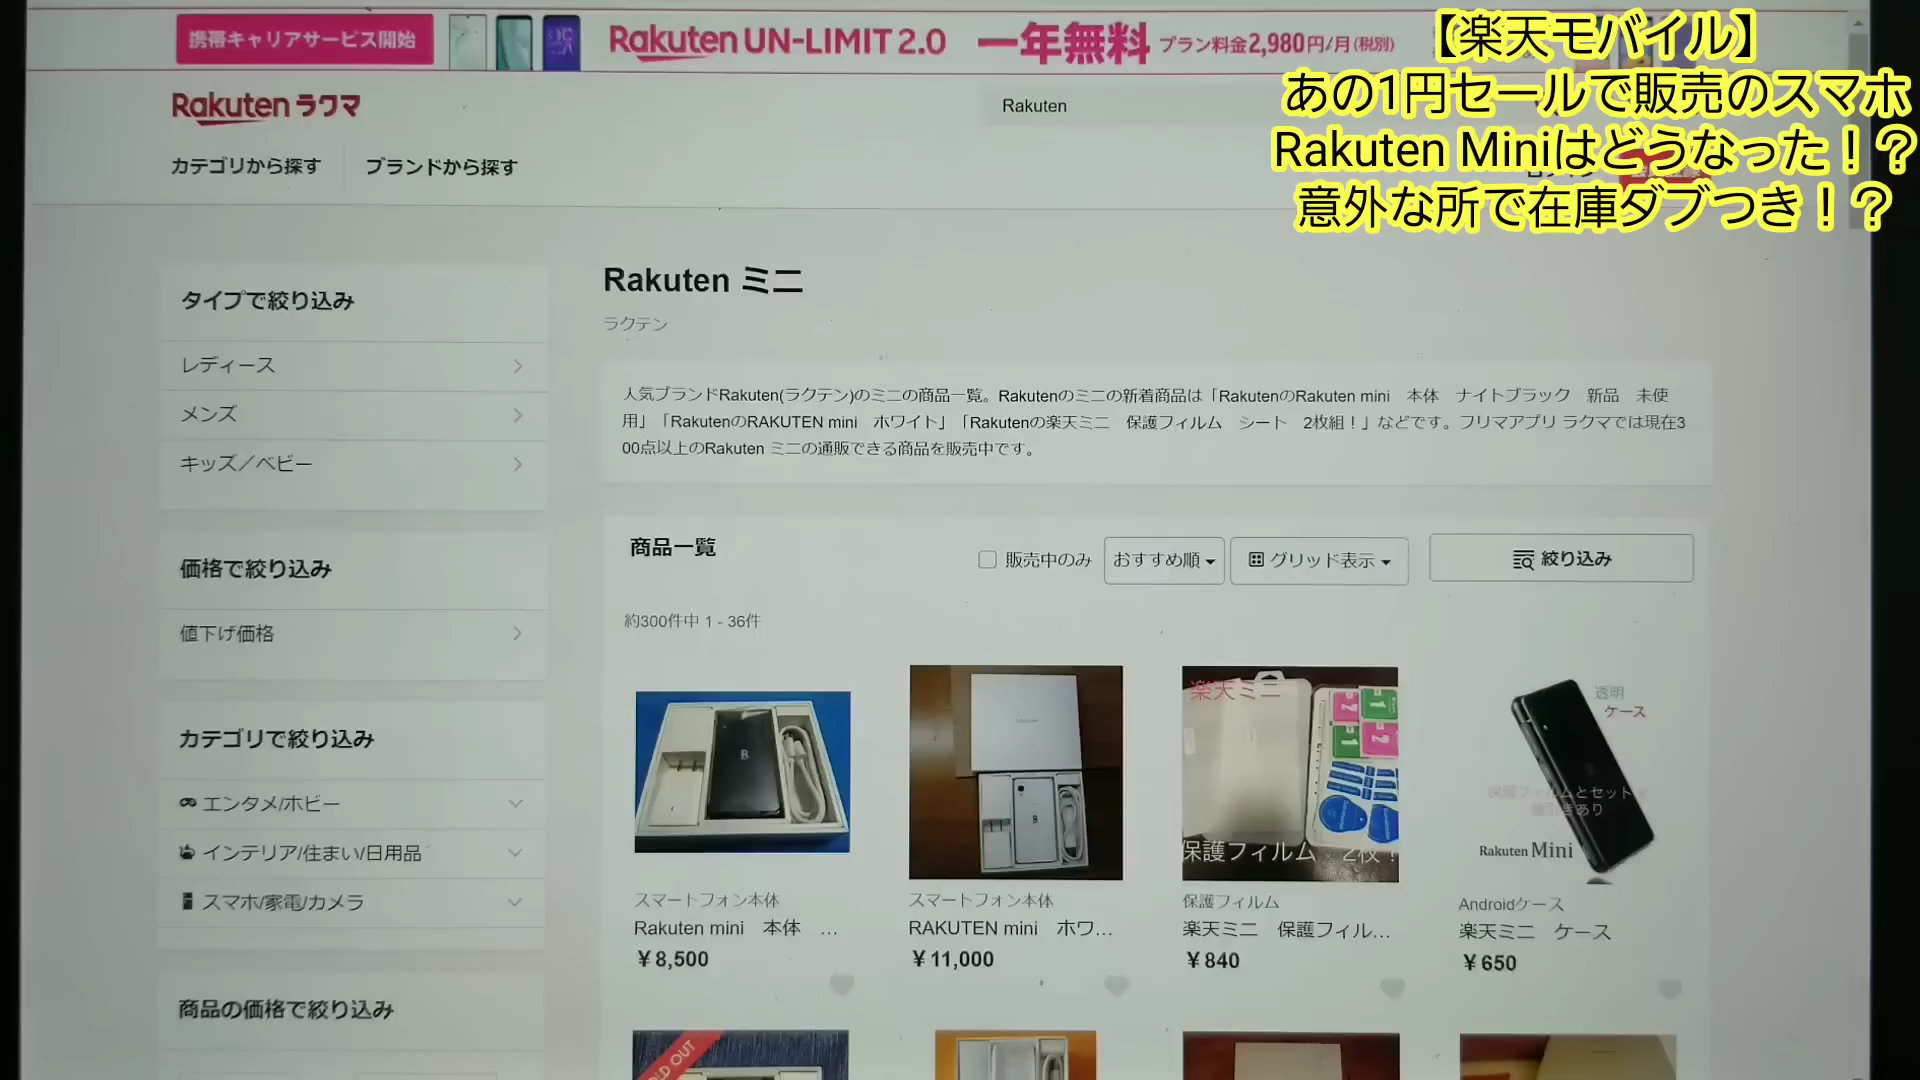 携帯キャリアサービス開始
Rakuten UN-LIMIT 2.0
一年無料 プラン料金2,980円/月(税別)
【楽天モバイル】
あの1円セールで販売のスマホ
Rakuten Miniはどうなった！？
意外な所で在庫ダブつき！？
Rakuten ラクマ
Rakuten
カテゴリから探す
ブランドから探す
タイプで絞り込み
レディース
メンズ
キッズ／ベビー
価格で絞り込み
値下げ価格
カテゴリで絞り込み
エンタメ/ホビー
インテリア/住まい/日用品
スマホ/家電/カメラ
商品の価格で絞り込み
Rakuten ミニ
ラクテン
人気ブランドRakuten(ラクテン)のミニの商品一覧。Rakutenのミニの新着商品は「RakutenのRakuten mini　本体　ナイトブラック　新品　未使
用」「RakutenのRAKUTEN mini　ホワイト」「Rakutenの楽天ミニ　保護フィルム　シート　2枚組！」などです。フリマアプリ ラクマでは現在3
00点以上のRakuten ミニの通販できる商品を販売中です。
商品一覧
販売中のみ
おすすめ順
グリッド表示
絞り込み
約300件中 1 - 36件
楽天ミニ
保護フィルム　2枚！
透明
ケース
保護フィルムとセット
Rakuten Mini
スマートフォン本体
Rakuten mini　本体　…
￥8,500
スマートフォン本体
RAKUTEN mini　ホワ…
￥11,000
保護フィルム
楽天ミニ　保護フィル…
￥840
Androidケース
楽天ミニ　ケース
￥650